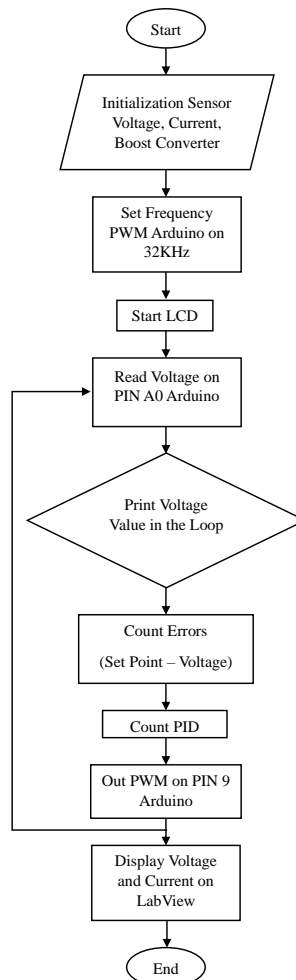 Start
Initialization Sensor
Voltage, Current,
Boost Converter
Set Frequency
PWM Arduino on
32KHz
Start LCD
Read Voltage on
PIN A0 Arduino
Print Voltage
Value in the Loop
Count Errors
(Set Point – Voltage)
Count PID
Out PWM on PIN 9
Arduino
Display Voltage
and Current on
LabView
End